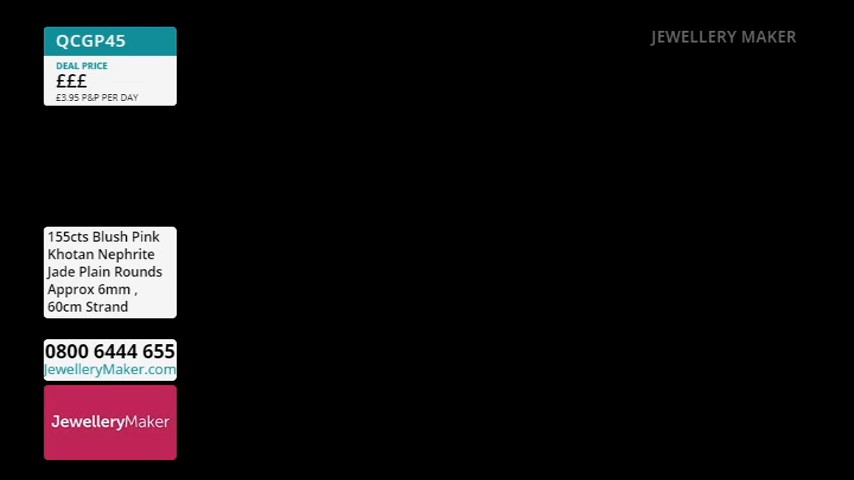 QCGP45
JEWELLERY MAKER
DEAL PRICE
£££
£3.95 P&P PER DAY
155cts Blush Pink
Khotan Nephrite
Jade Plain Rounds
Approx 6mm ,
60cm Strand
0800 6444 655
JewelleryMaker.com
JewelleryMaker